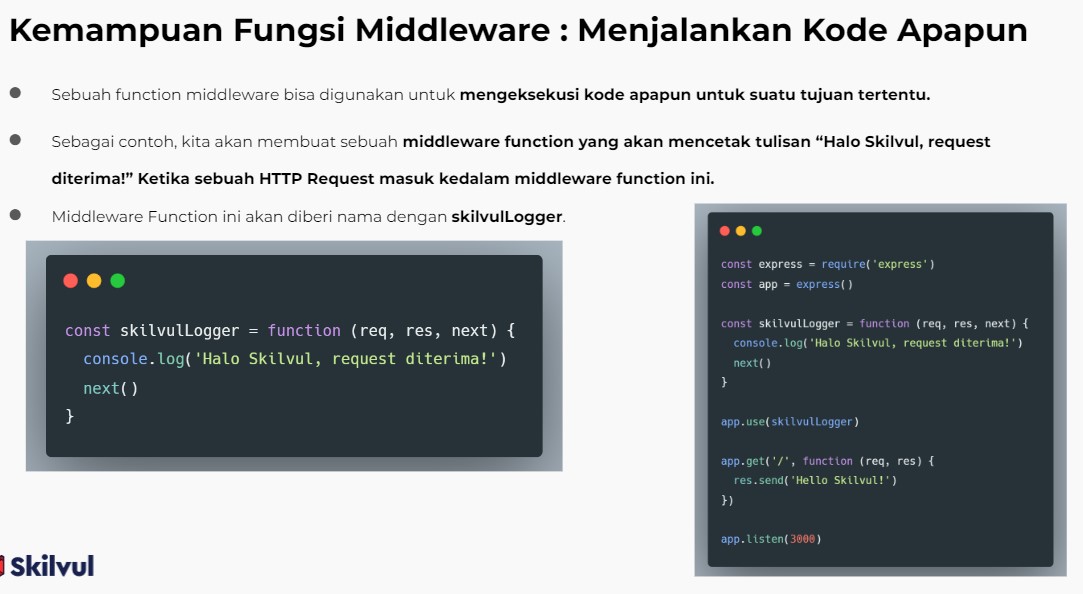 Kemampuan Fungsi Middleware : Menjalankan Kode Apapun
● Sebuah function middleware bisa digunakan untuk mengeksekusi kode apapun untuk suatu tujuan tertentu.
● Sebagai contoh, kita akan membuat sebuah middleware function yang akan mencetak tulisan “Halo Skilvul, request
diterima!” Ketika sebuah HTTP Request masuk kedalam middleware function ini.
● Middleware Function ini akan diberi nama dengan skilvulLogger.
const skilvulLogger = function (req, res, next) {
  console.log('Halo Skilvul, request diterima!')
  next()
}
const express = require('express')
const app = express()

const skilvulLogger = function (req, res, next) {
  console.log('Halo Skilvul, request diterima!')
  next()
}

app.use(skilvulLogger)

app.get('/', function (req, res) {
  res.send('Hello Skilvul!')
})

app.listen(3000)
Skilvul